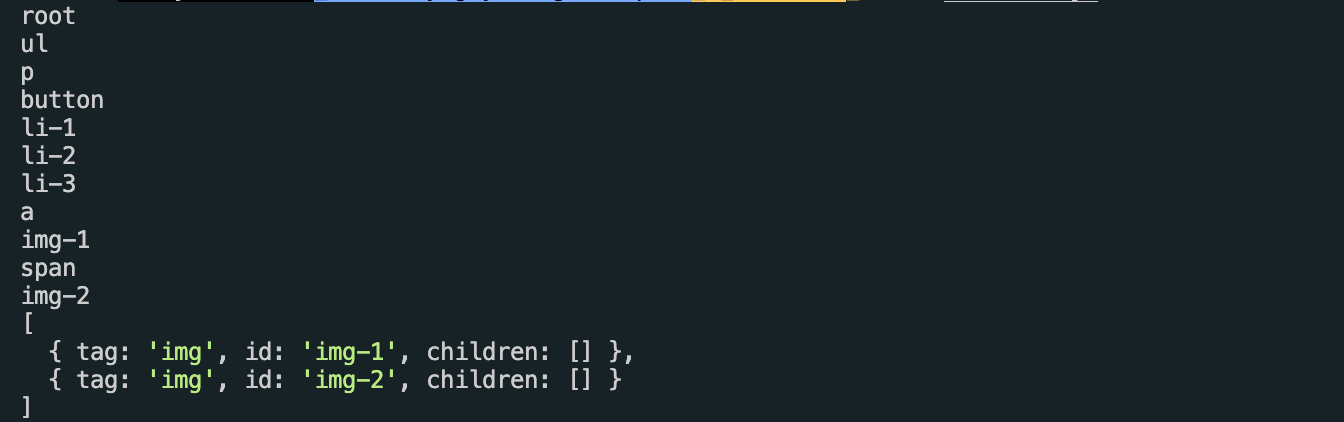 root
ul
p
button
li-1
li-2
li-3
a
img-1
span
img-2
[
  { tag: 'img', id: 'img-1', children: [] },
  { tag: 'img', id: 'img-2', children: [] }
]